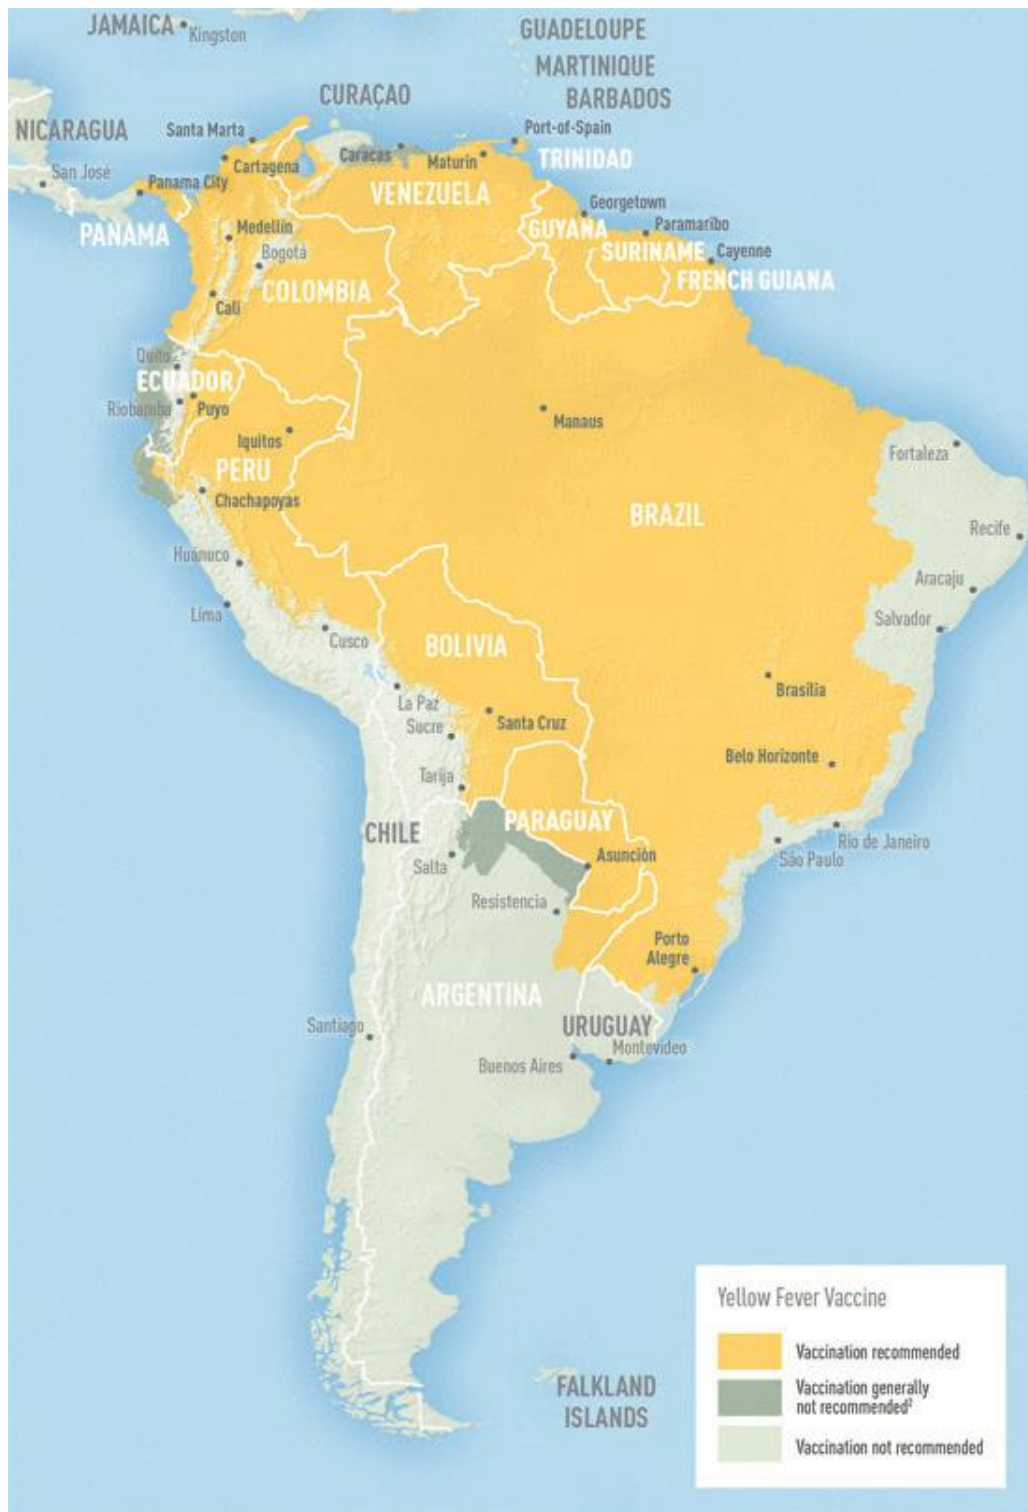 JAMAICA
Kingston
GUADELOUPE
MARTINIQUE
BARBADOS
CURAÇAO
NICARAGUA
San José
Santa Marta
Cartagena
Panama City
PANAMA
Caracas
Maturin
Port-of-Spain
TRINIDAD
VENEZUELA
Georgetown
GUYANA
Paramaribo
SURINAME
Cayenne
FRENCH GUIANA
Medellín
Bogotá
COLOMBIA
Cali
Quito
ECUADOR
Riobamba
Puyo
Iquitos
PERU
Chachapoyas
Manaus
BRAZIL
Fortaleza
Recife
Aracaju
Salvador
Huánuco
Lima
Cusco
BOLIVIA
La Paz
Sucre
Santa Cruz
Tarija
Brasília
Belo Horizonte
PARAGUAY
CHILE
Salta
Asunción
Resistencia
Rio de Janeiro
São Paulo
Porto
Alegre
ARGENTINA
Santiago
URUGUAY
Buenos Aires
Montevideo
FALKLAND
ISLANDS
Yellow Fever Vaccine
Vaccination recommended
Vaccination generally
not recommended²
Vaccination not recommended